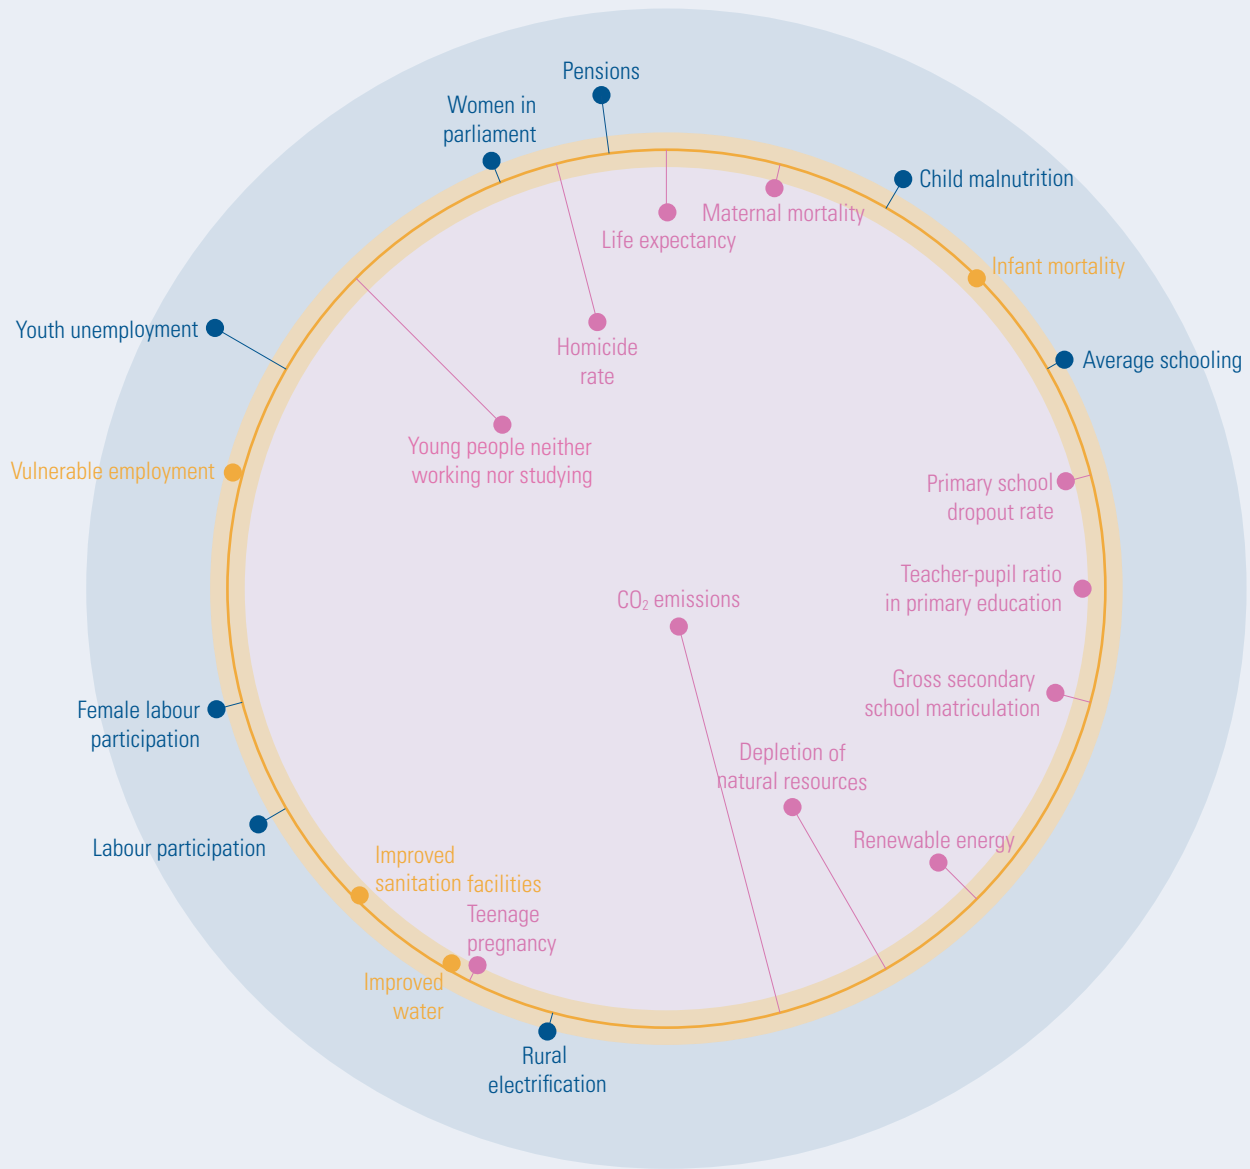 Pensions
Women in
parliament
Child malnutrition
Maternal mortality
Life expectancy
Infant mortality
Youth unemployment
Homicide
rate
Average schooling
Young people neither
working nor studying
Vulnerable employment
Primary school
dropout rate
Teacher-pupil ratio
in primary education
CO₂ emissions
Gross secondary
school matriculation
Female labour
participation
Depletion of
natural resources
Renewable energy
Labour participation
Improved
sanitation facilities
Teenage
pregnancy
Improved
water
Rural
electrification